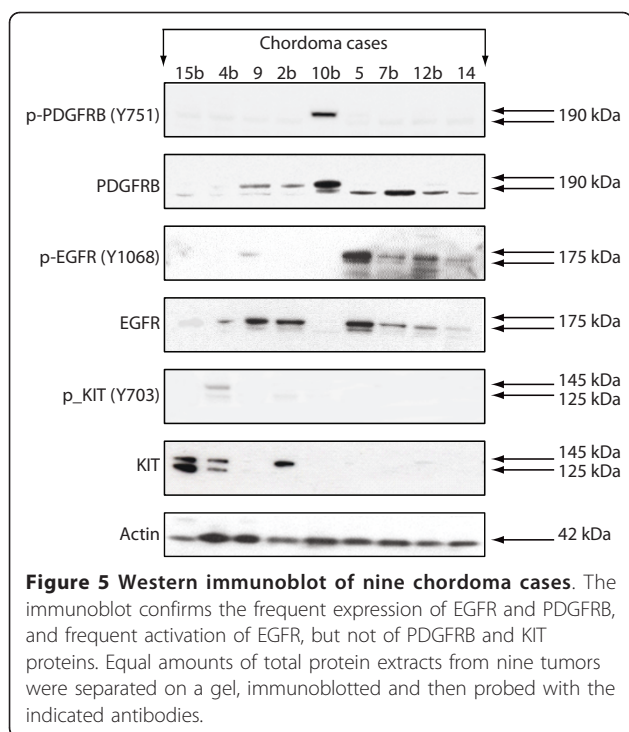 Chordoma cases
15b 4b 9 2b 10b 5 7b 12b 14
p-PDGFRB (Y751) 190 kDa
PDGFRB 190 kDa
p-EGFR (Y1068) 175 kDa
EGFR 175 kDa
p_KIT (Y703) 145 kDa
125 kDa
KIT 145 kDa
125 kDa
Actin 42 kDa
Figure 5 Western immunoblot of nine chordoma cases. The
immunoblot confirms the frequent expression of EGFR and PDGFRB,
and frequent activation of EGFR, but not of PDGFRB and KIT
proteins. Equal amounts of total protein extracts from nine tumors
were separated on a gel, immunoblotted and then probed with the
indicated antibodies.